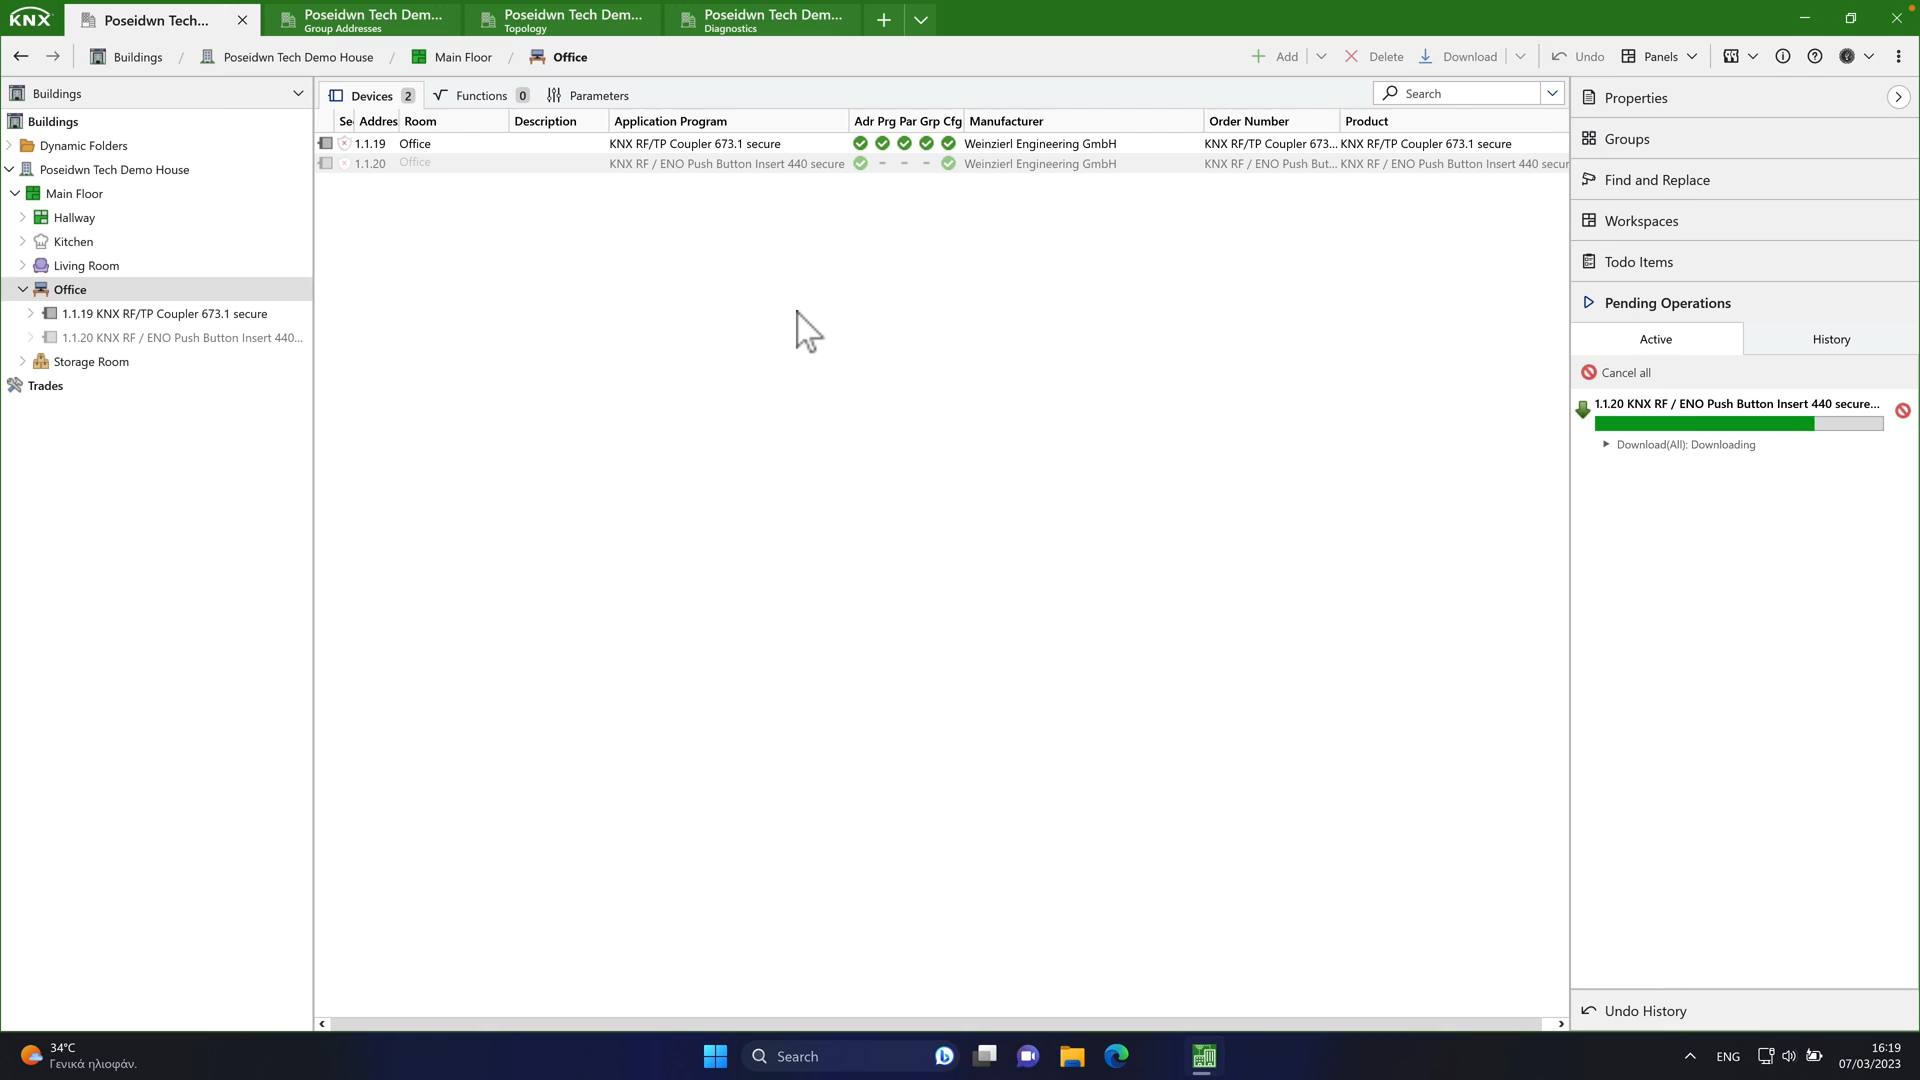 KNX
Poseidwn Tech...
Poseidwn Tech Dem...
Group Addresses
Poseidwn Tech Dem...
Topology
Poseidwn Tech Dem...
Diagnostics
Buildings / Poseidwn Tech Demo House / Main Floor / Office
Add Delete Download Undo Panels
Buildings
Buildings
Dynamic Folders
Poseidwn Tech Demo House
Main Floor
Hallway
Kitchen
Living Room
Office
1.1.19 KNX RF/TP Coupler 673.1 secure
1.1.20 KNX RF / ENO Push Button Insert 440...
Storage Room
Trades
Devices 2 Functions 0 Parameters
Search
Se Addres Room Description Application Program Adr Prg Par Grp Cfg Manufacturer Order Number Product
1.1.19 Office KNX RF/TP Coupler 673.1 secure Weinzierl Engineering GmbH KNX RF/TP Coupler 673... KNX RF/TP Coupler 673.1 secure
1.1.20 Office KNX RF / ENO Push Button Insert 440 secure - - - Weinzierl Engineering GmbH KNX RF / ENO Push But... KNX RF / ENO Push Button Insert 440 secur
Properties
Groups
Find and Replace
Workspaces
Todo Items
Pending Operations
Active History
Cancel all
1.1.20 KNX RF / ENO Push Button Insert 440 secure...
Download(All): Downloading
Undo History
34°C
Γενικά ηλιοφάν.
Search
ENG
16:19
07/03/2023